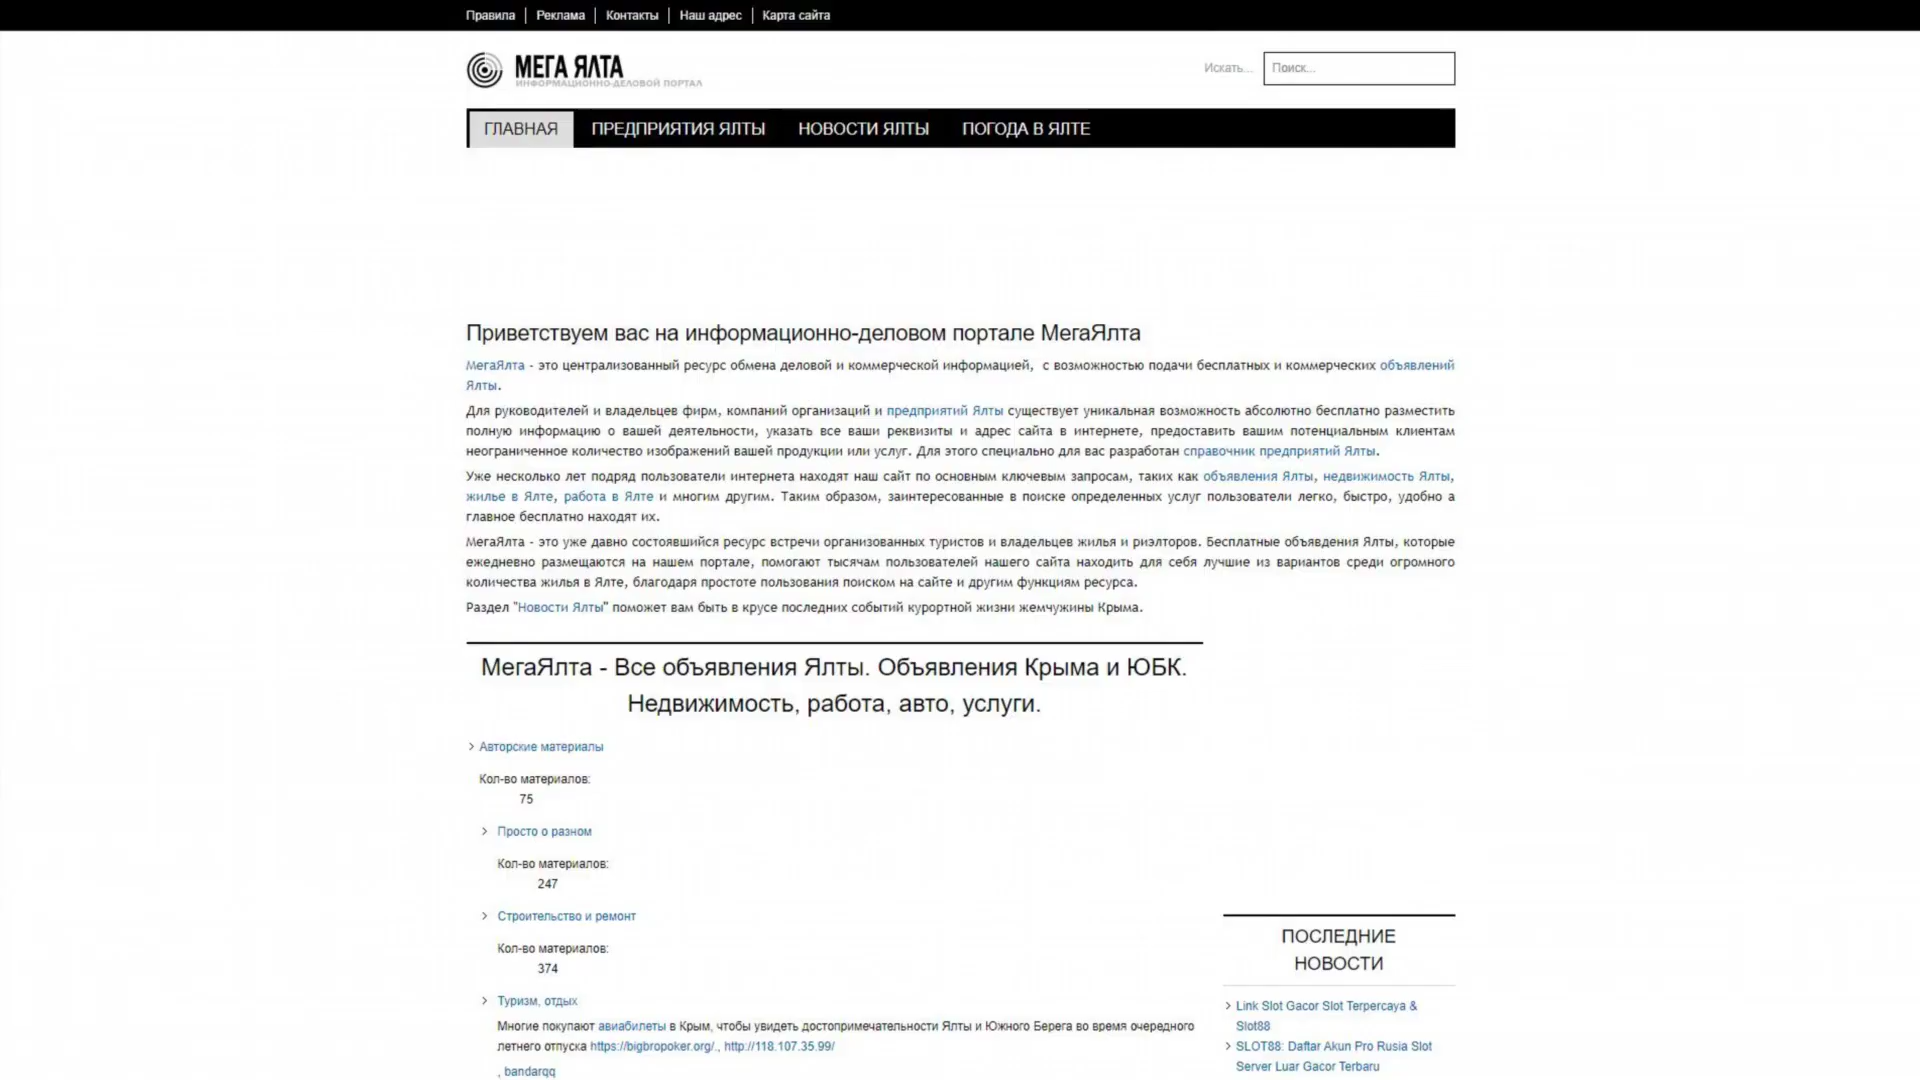 Правила
Реклама
Контакты
Наш адрес
Карта сайта
МЕГА ЯЛТА
ИНФОРМАЦИОННО-ДЕЛОВОЙ ПОРТАЛ
Искать...
Поиск...
ГЛАВНАЯ
ПРЕДПРИЯТИЯ ЯЛТЫ
НОВОСТИ ЯЛТЫ
ПОГОДА В ЯЛТЕ
Приветствуем вас на информационно-деловом портале МегаЯлта
МегаЯлта - это централизованный ресурс обмена деловой и коммерческой информацией, с возможностью подачи бесплатных и коммерческих объявлений
Ялты.
Для руководителей и владельцев фирм, компаний организаций и предприятий Ялты существует уникальная возможность абсолютно бесплатно разместить
полную информацию о вашей деятельности, указать все ваши реквизиты и адрес сайта в интернете, предоставить вашим потенциальным клиентам
неограниченное количество изображений вашей продукции или услуг. Для этого специально для вас разработан справочник предприятий Ялты.
Уже несколько лет подряд пользователи интернета находят наш сайт по основным ключевым запросам, таких как объявления Ялты, недвижимость Ялты,
жилье в Ялте, работа в Ялте и многим другим. Таким образом, заинтересованные в поиске определенных услуг пользователи легко, быстро, удобно а
главное бесплатно находят их.
МегаЯлта - это уже давно состоявшийся ресурс встречи организованных туристов и владельцев жилья и риэлторов. Бесплатные объявдения Ялты, которые
ежедневно размещаются на нашем портале, помогают тысячам пользователей нашего сайта находить для себя лучшие из вариантов среди огромного
количества жилья в Ялте, благодаря простоте пользования поиском на сайте и другим функциям ресурса.
Раздел "Новости Ялты" поможет вам быть в крусе последних событий курортной жизни жемчужины Крыма.
МегаЯлта - Все объявления Ялты. Объявления Крыма и ЮБК.
Недвижимость, работа, авто, услуги.
Авторские материалы
Кол-во материалов:
75
Просто о разном
Кол-во материалов:
247
Строительство и ремонт
Кол-во материалов:
374
Туризм, отдых
Многие покупают авиабилеты в Крым, чтобы увидеть достопримечательности Ялты и Южного Берега во время очередного
летнего отпуска https://bigbropoker.org/., http://118.107.35.99/
, bandarqq
ПОСЛЕДНИЕ
НОВОСТИ
Link Slot Gacor Slot Terpercaya &
Slot88
SLOT88: Daftar Akun Pro Rusia Slot
Server Luar Gacor Terbaru